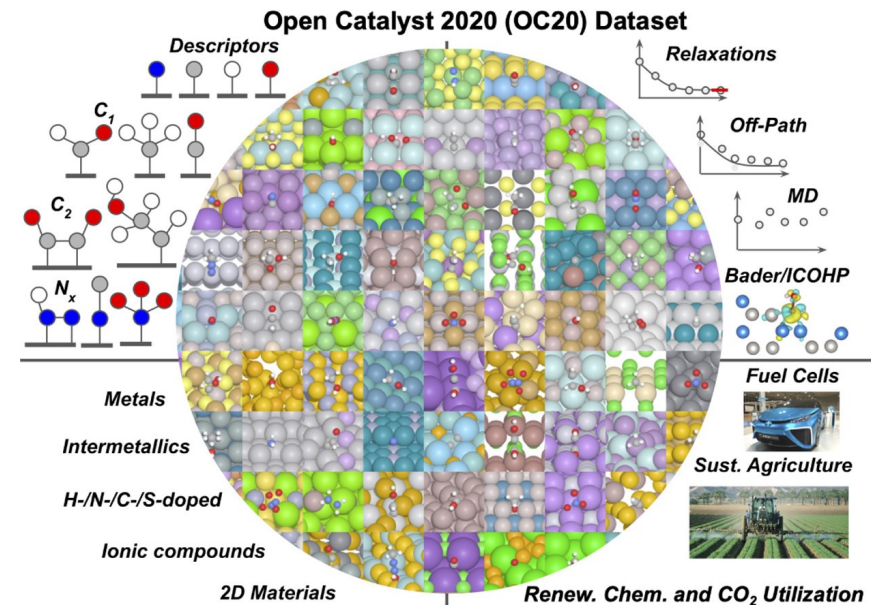 Open Catalyst 2020 (OC20) Dataset
Descriptors
C1
C2
Nx
Relaxations
Off-Path
MD
Bader/ICOHP
Metals
Intermetallics
H-/N-/C-/S-doped
Ionic compounds
2D Materials
Fuel Cells
Sust. Agriculture
Renew. Chem. and CO2 Utilization